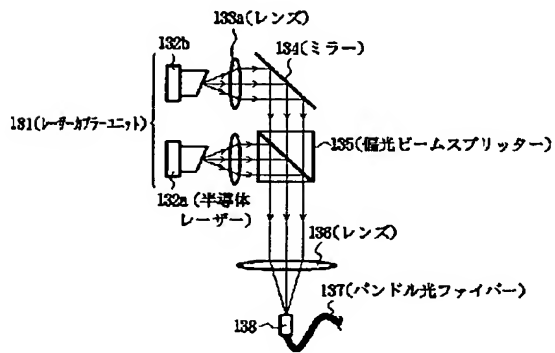 133a(レンズ)
132b
134(ミラー)
131(レーザーカプラーユニット)
135(偏光ビームスプリッター)
132a(半導体
レーザー)
136(レンズ)
137(バンドル光ファイバー)
138